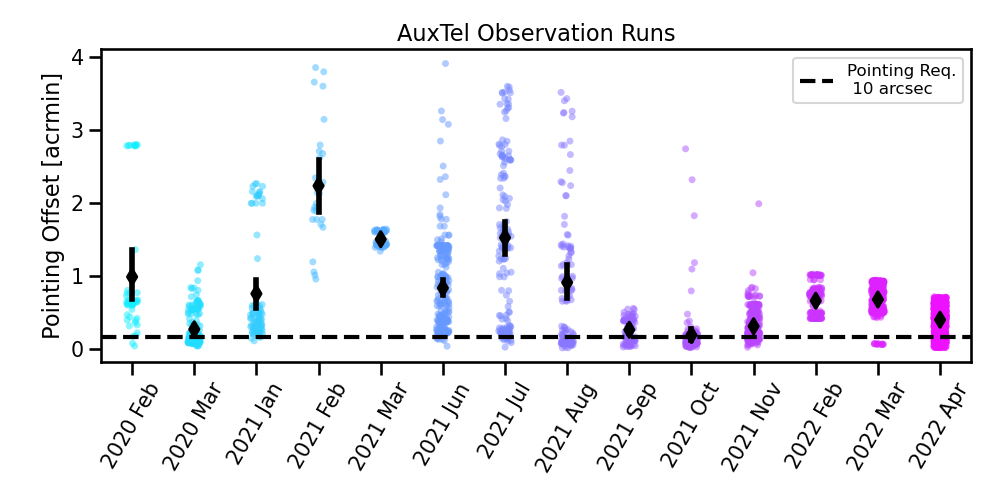 AuxTel Observation Runs
Pointing Offset [acrmin]
4
3
2
1
0
Pointing Req.
10 arcsec
2020 Feb
2020 Mar
2021 Jan
2021 Feb
2021 Mar
2021 Jun
2021 Jul
2021 Aug
2021 Sep
2021 Oct
2021 Nov
2022 Feb
2022 Mar
2022 Apr